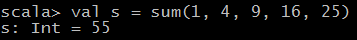 scala> val s = sum(1, 4, 9, 16, 25)
s: Int = 55